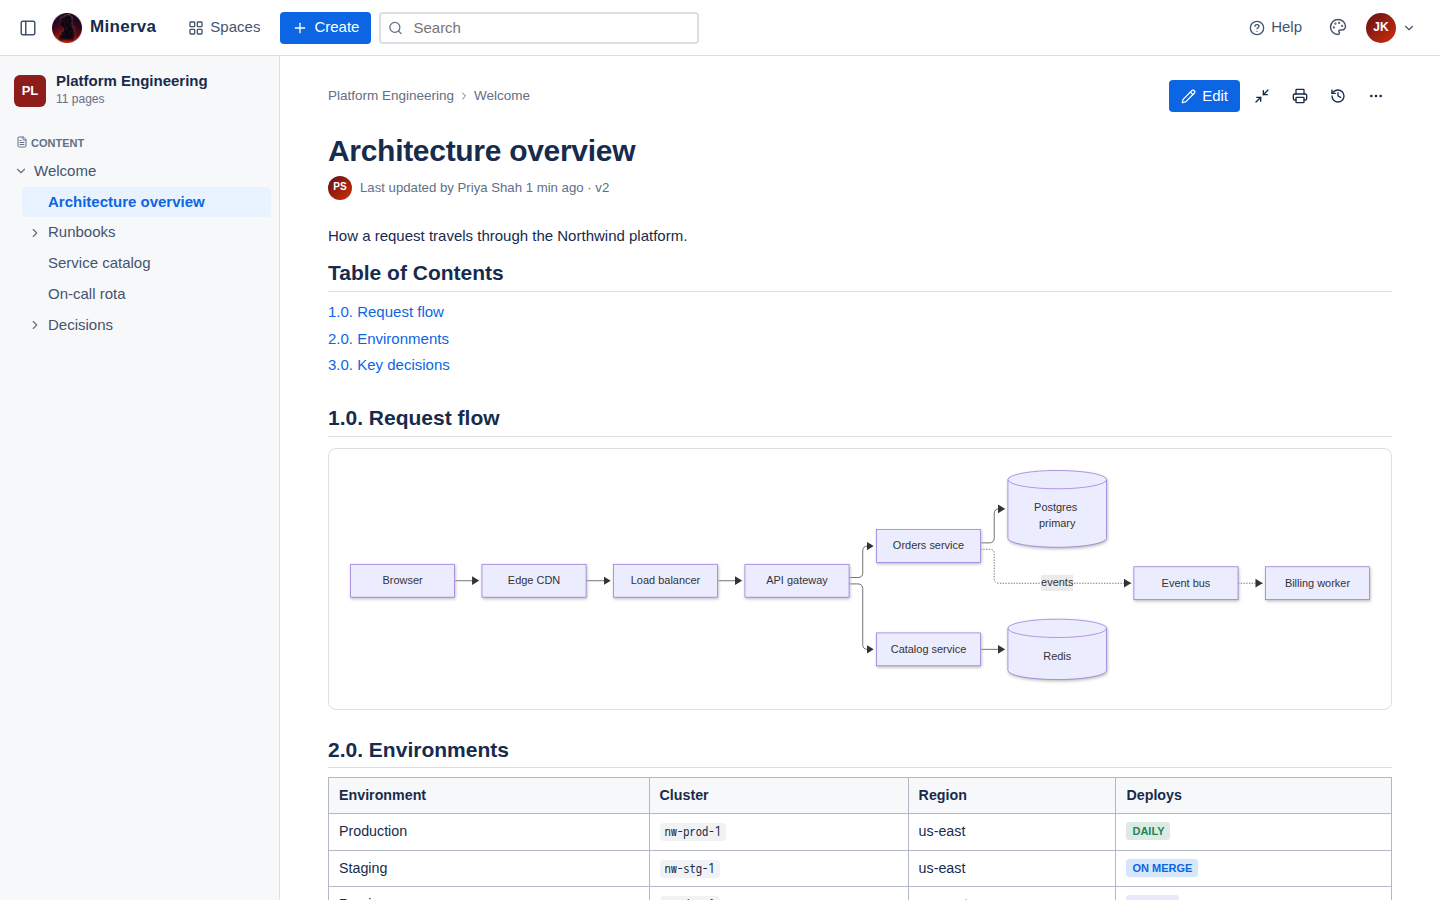 Minerva
Spaces
Create
Search
Help
JK
PL
Platform Engineering
11 pages
CONTENT
Welcome
Architecture overview
Runbooks
Service catalog
On-call rota
Decisions
Platform Engineering > Welcome
Edit
Architecture overview
PS
Last updated by Priya Shah 1 min ago · v2
How a request travels through the Northwind platform.
Table of Contents
1.0. Request flow
2.0. Environments
3.0. Key decisions
1.0. Request flow
Browser
Edge CDN
Load balancer
API gateway
Orders service
Catalog service
Postgres
primary
Redis
events
Event bus
Billing worker
2.0. Environments
Environment Cluster Region Deploys
Production nw-prod-1 us-east DAILY
Staging nw-stg-1 us-east ON MERGE